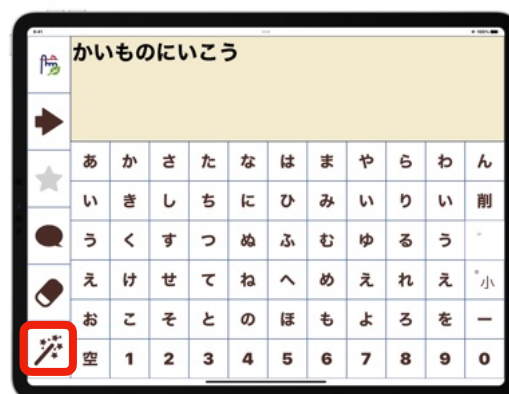 9:41
100%
かいものにいこう
あ か さ た な は ま や ら わ ん
い き し ち に ひ み い り い 削
う く す つ ぬ ふ む ゆ る う ゛
え け せ て ね へ め え れ え ゜小
お こ そ と の ほ も よ ろ を ー
空 1 2 3 4 5 6 7 8 9 0